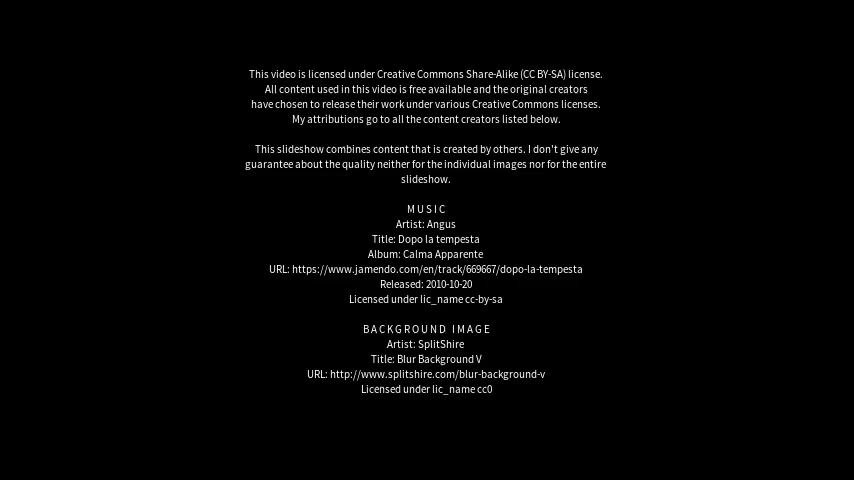 This video is licensed under Creative Commons Share-Alike (CC BY-SA) license.
All content used in this video is free available and the original creators
have chosen to release their work under various Creative Commons licenses.
My attributions go to all the content creators listed below.
This slideshow combines content that is created by others. I don't give any
guarantee about the quality neither for the individual images nor for the entire
slideshow.
MUSIC
Artist: Angus
Title: Dopo la tempesta
Album: Calma Apparente
URL: https://www.jamendo.com/en/track/669667/dopo-la-tempesta
Released: 2010-10-20
Licensed under lic_name cc-by-sa
BACKGROUND IMAGE
Artist: SplitShire
Title: Blur Background V
URL: http://www.splitshire.com/blur-background-v
Licensed under lic_name cc0